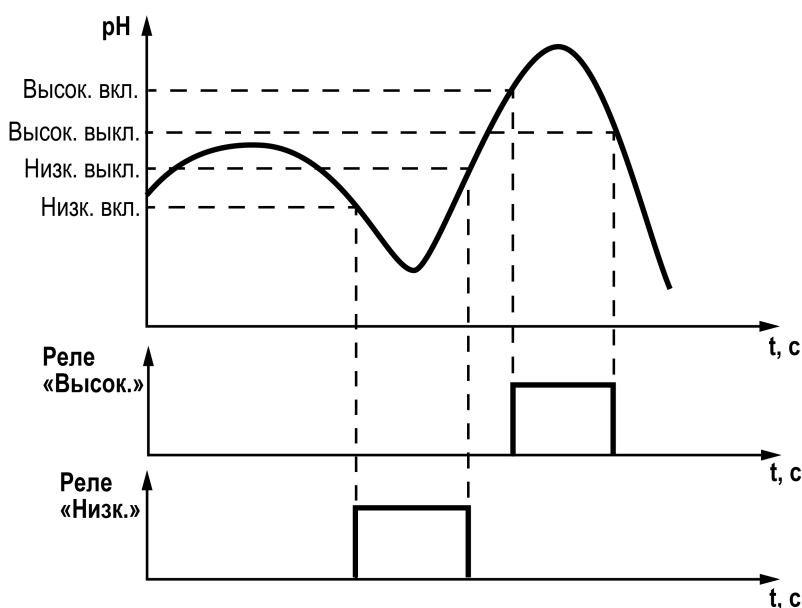 pH
Высок. вкл.
Высок. выкл.
Низк. выкл.
Низк. вкл.
t, с
Реле
«Высок.»
t, с
Реле
«Низк.»
t, с